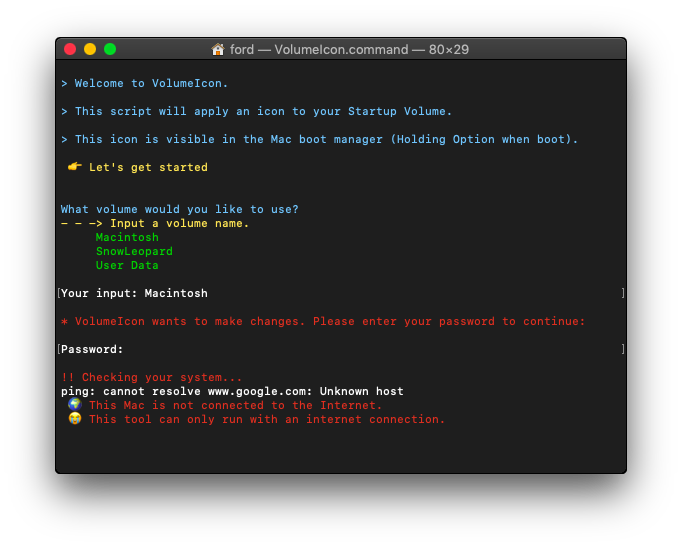 ford — VolumeIcon.command — 80×29
> Welcome to VolumeIcon.
> This script will apply an icon to your Startup Volume.
> This icon is visible in the Mac boot manager (Holding Option when boot).
👉 Let's get started
What volume would you like to use?
– – –> Input a volume name.
Macintosh
SnowLeopard
User Data
[Your input: Macintosh ]
* VolumeIcon wants to make changes. Please enter your password to continue:
[Password: ]
!! Checking your system...
ping: cannot resolve www.google.com: Unknown host
🌍 This Mac is not connected to the Internet.
😭 This tool can only run with an internet connection.